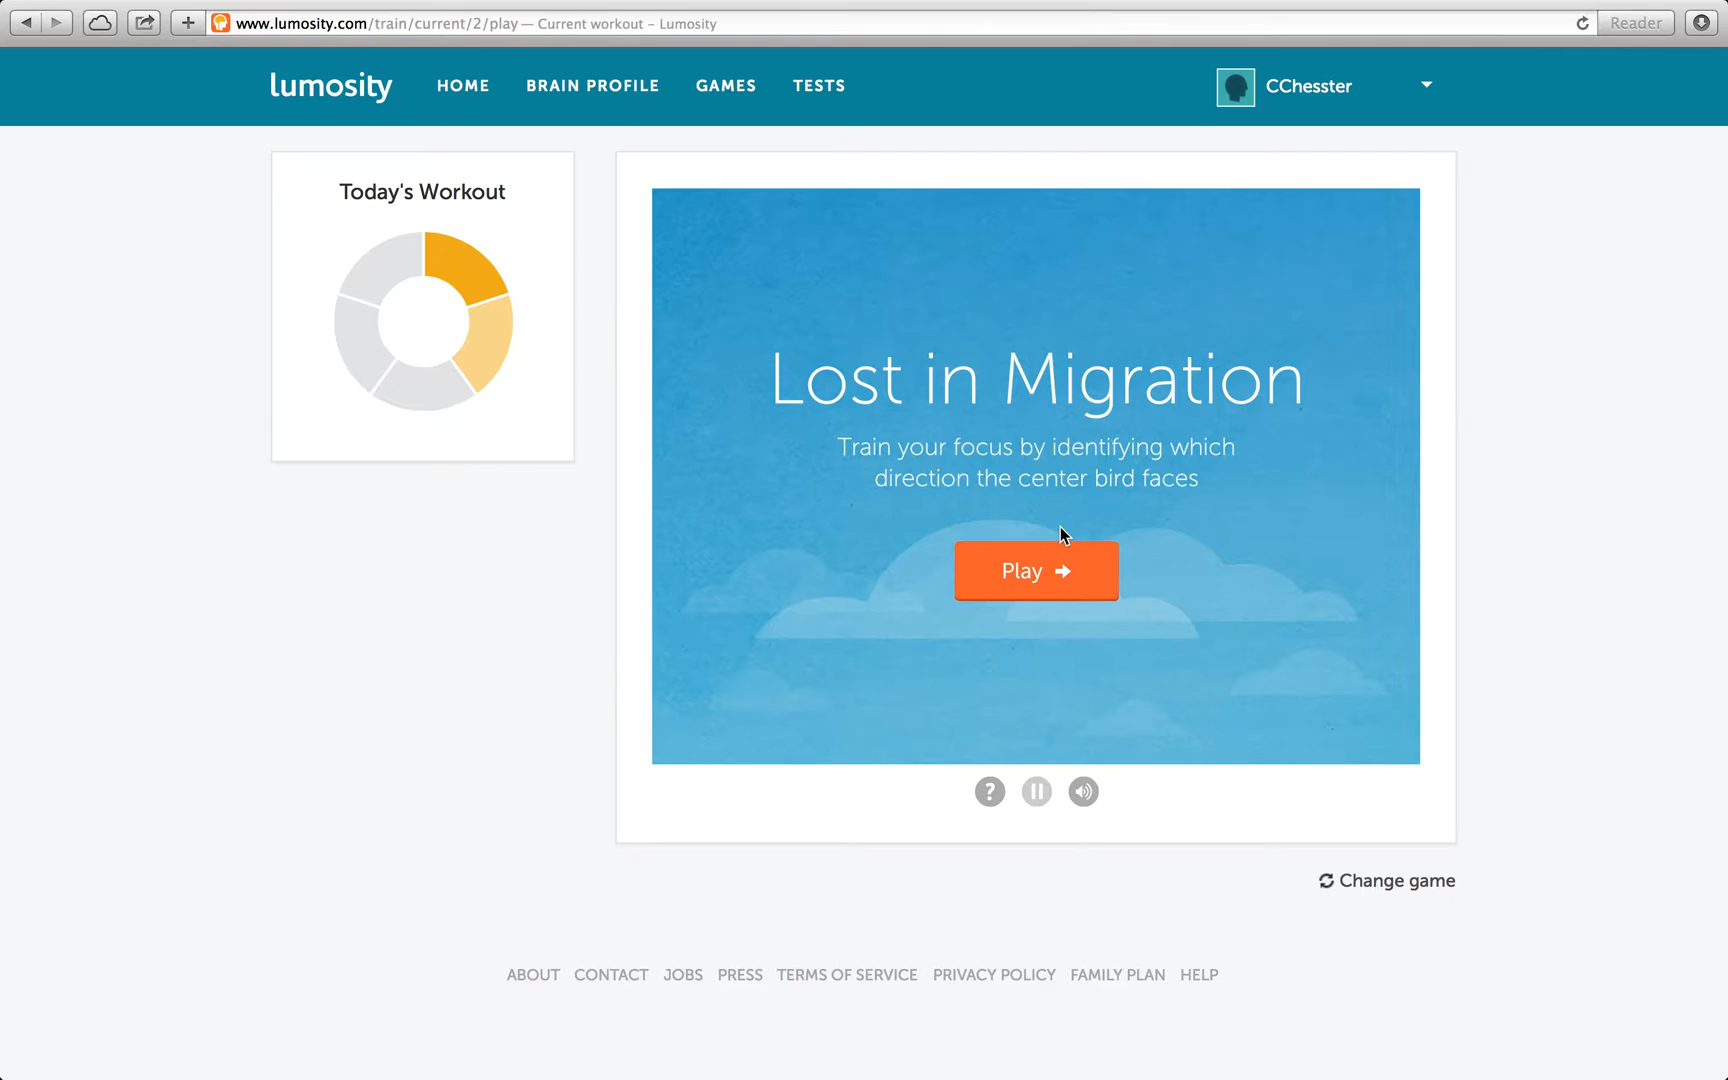 www.lumosity.com/train/current/2/play — Current workout – Lumosity
Reader
lumosity
HOME
BRAIN PROFILE
GAMES
TESTS
CChesster
Today's Workout
Lost in Migration
Train your focus by identifying which
direction the center bird faces
Play
?
Change game
ABOUT CONTACT JOBS PRESS TERMS OF SERVICE PRIVACY POLICY FAMILY PLAN HELP